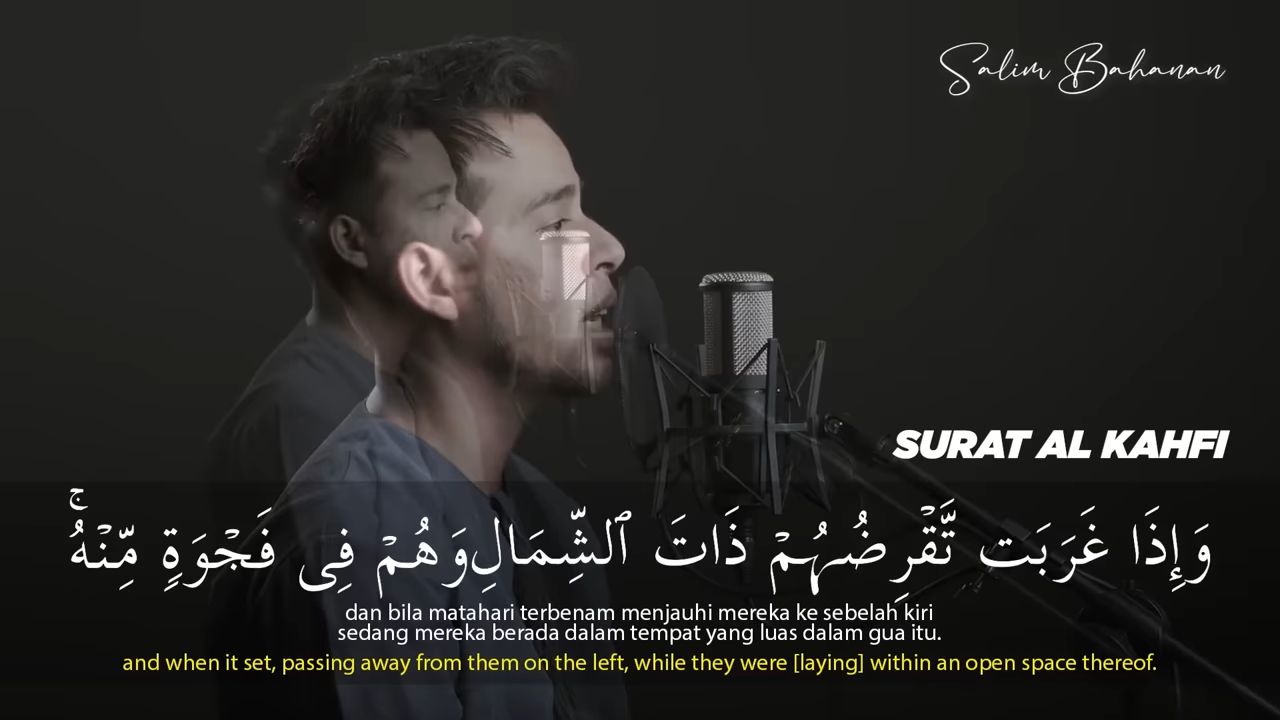 Salim Bahanan
SURAT AL KAHFI
وَإِذَا غَرَبَت تَّقْرِضُهُمْ ذَاتَ ٱلشِّمَالِ وَهُمْ فِى فَجْوَةٍ مِّنْهُ ۚ
dan bila matahari terbenam menjauhi mereka ke sebelah kiri
sedang mereka berada dalam tempat yang luas dalam gua itu.
and when it set, passing away from them on the left, while they were [laying] within an open space thereof.